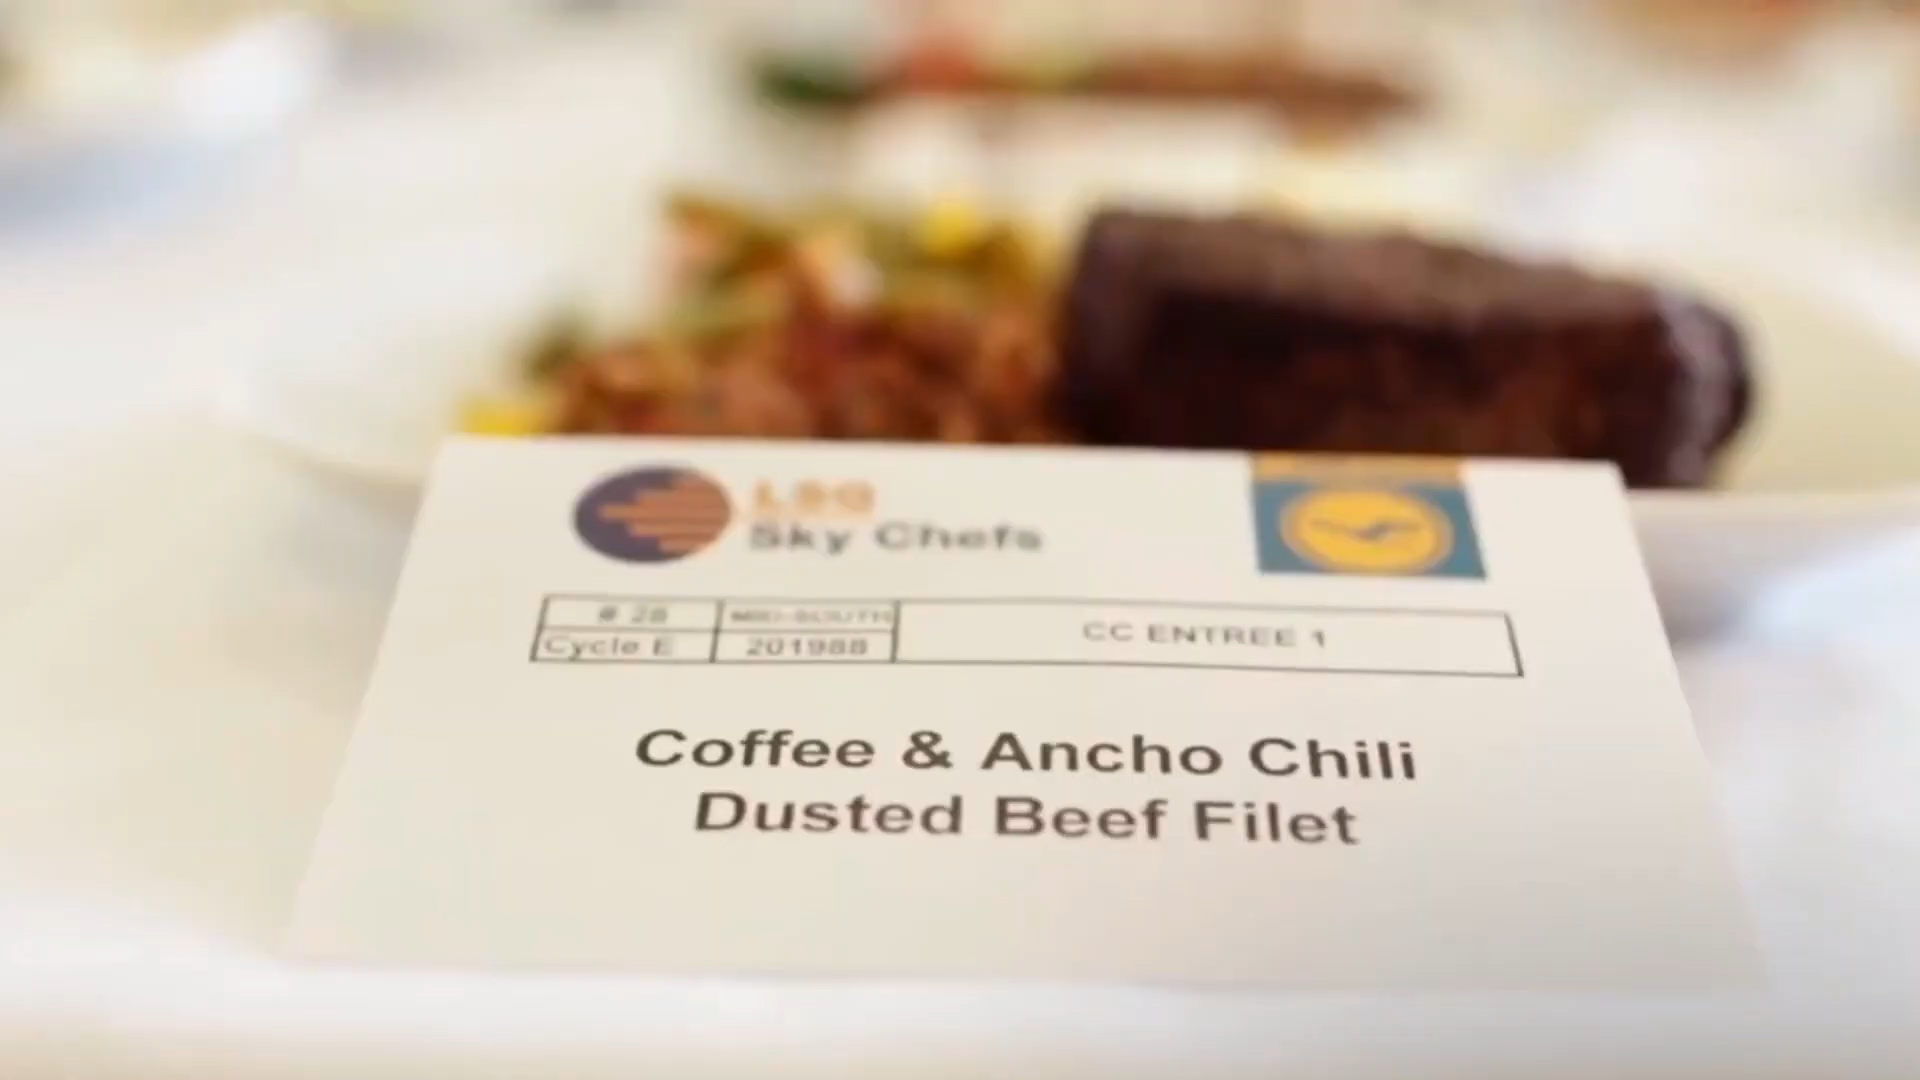 LSG
Sky Chefs
# 28
MID-SOUTH
CC ENTREE 1
Cycle E
201988
Coffee & Ancho Chili
Dusted Beef Filet